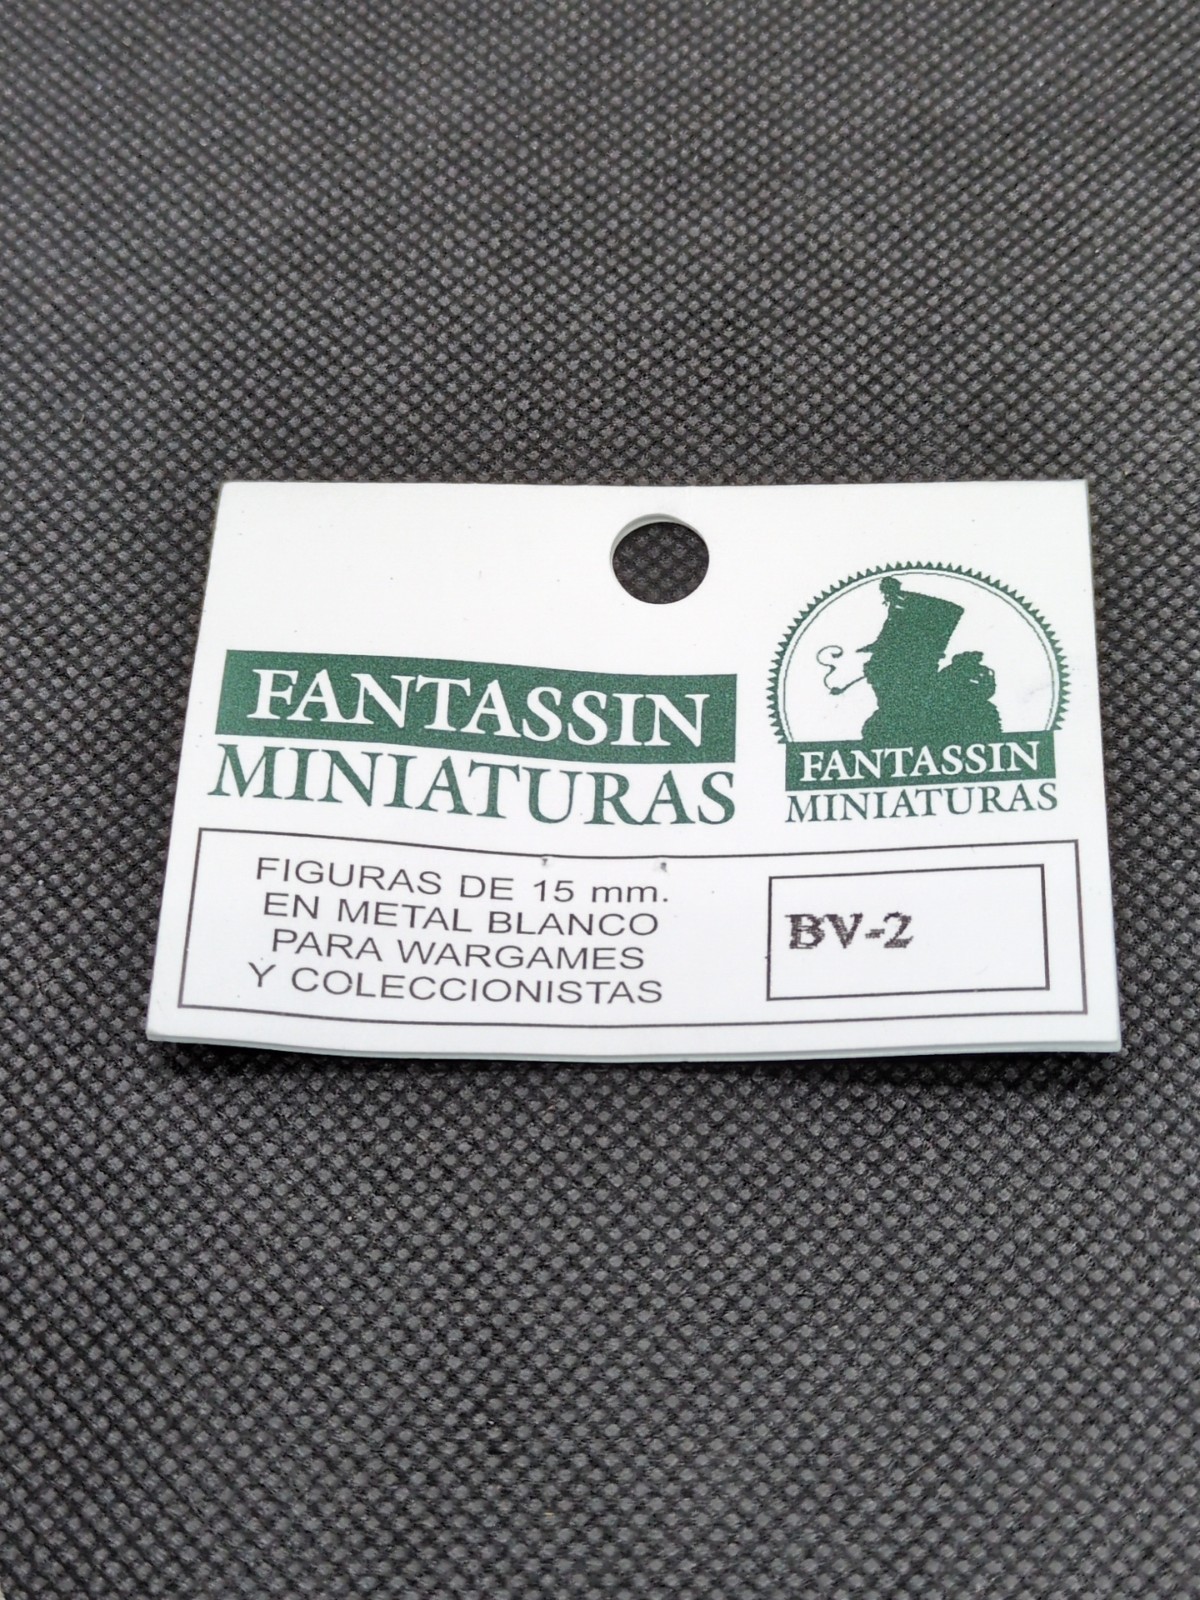 FANTASSIN
MINIATURAS
FANTASSIN
MINIATURAS
FIGURAS DE 15 mm.
EN METAL BLANCO
PARA WARGAMES
Y COLECCIONISTAS
BV-2